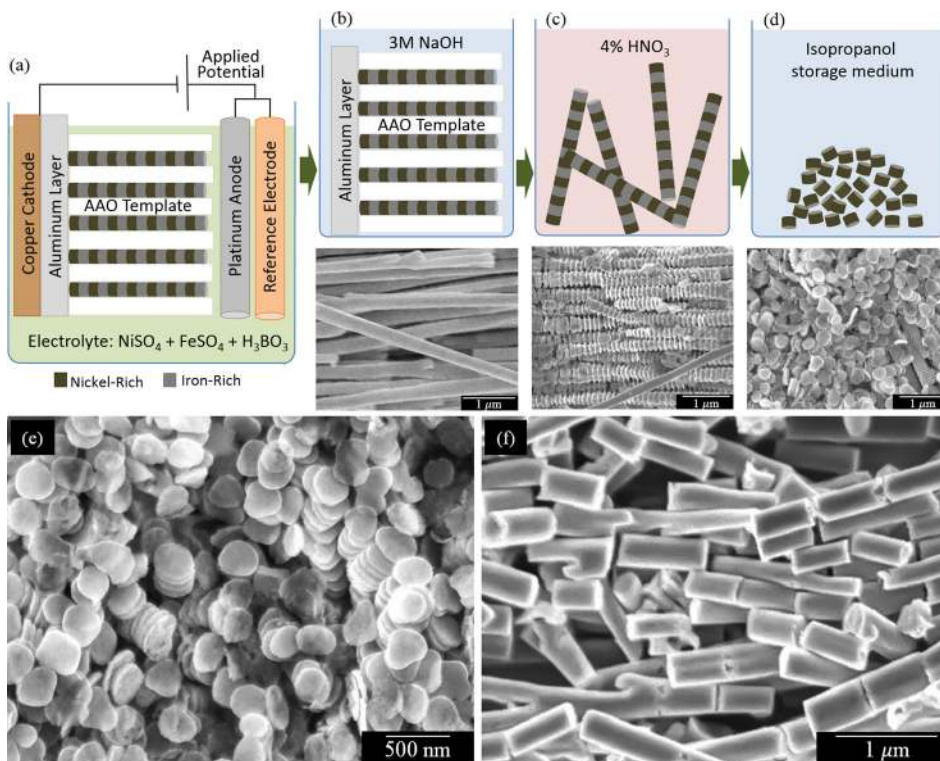 (a)
Applied
Potential
Copper Cathode
Aluminum Layer
AAO Template
Platinum Anode
Reference Electrode
Electrolyte: NiSO₄ + FeSO₄ + H₃BO₃
Nickel-Rich
Iron-Rich
(b)
3M NaOH
Aluminum Layer
AAO Template
1 µm
(c)
4% HNO₃
1 µm
(d)
Isopropanol
storage medium
1 µm
(e)
500 nm
(f)
1 µm